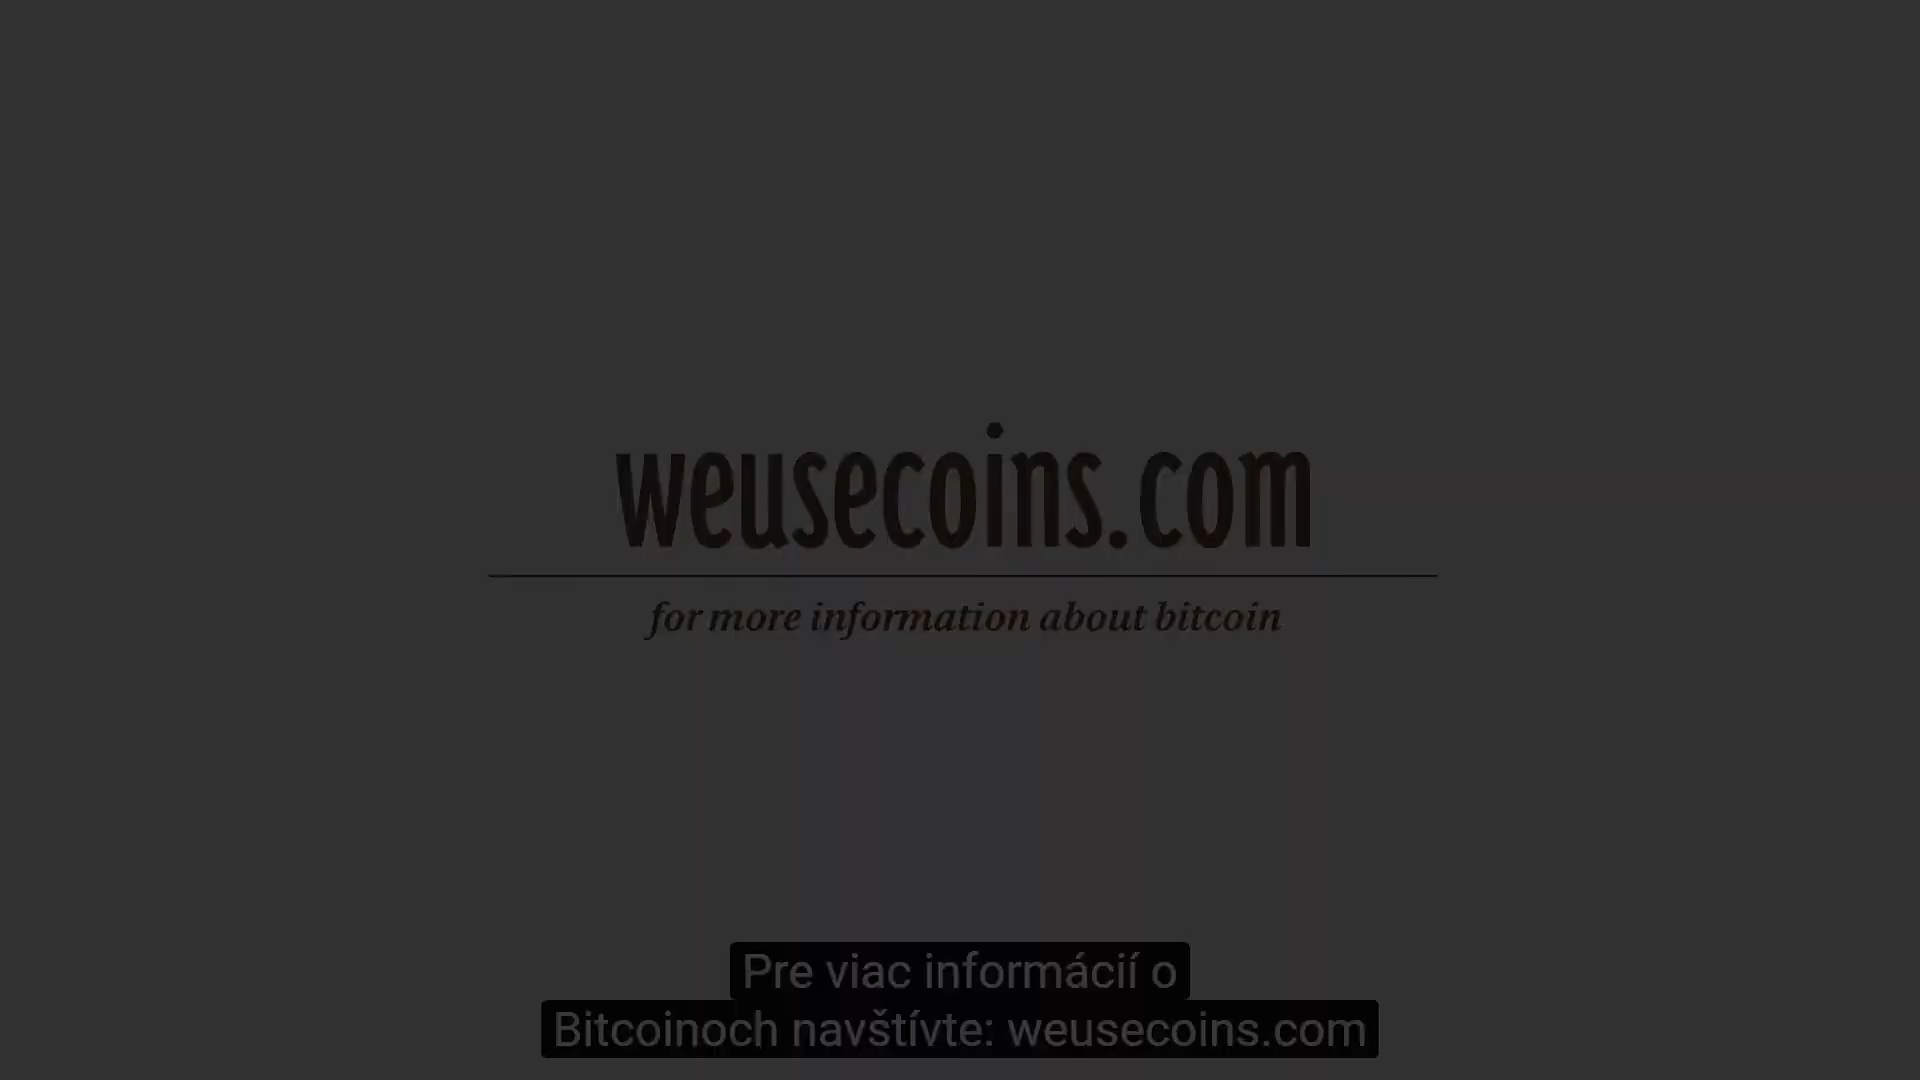 weusecoins.com
for more information about bitcoin
Pre viac informácií o
Bitcoinoch navštívte: weusecoins.com